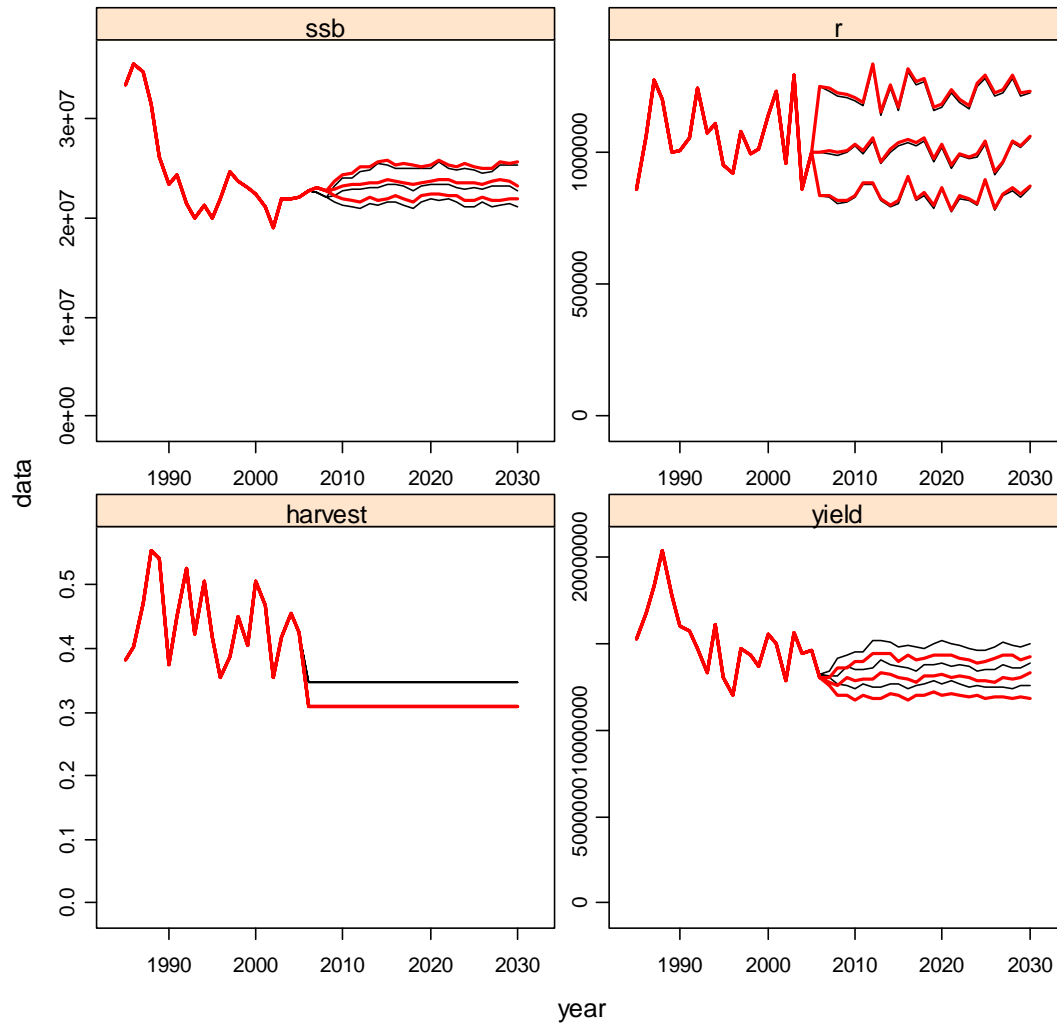 ssb
r
0e+00 1e+07 2e+07 3e+07
0 500000 1000000
1990 2000 2010 2020 2030
1990 2000 2010 2020 2030
data
harvest
yield
0.0 0.1 0.2 0.3 0.4 0.5
0 5000000 10000000 20000000
1990 2000 2010 2020 2030
1990 2000 2010 2020 2030
year